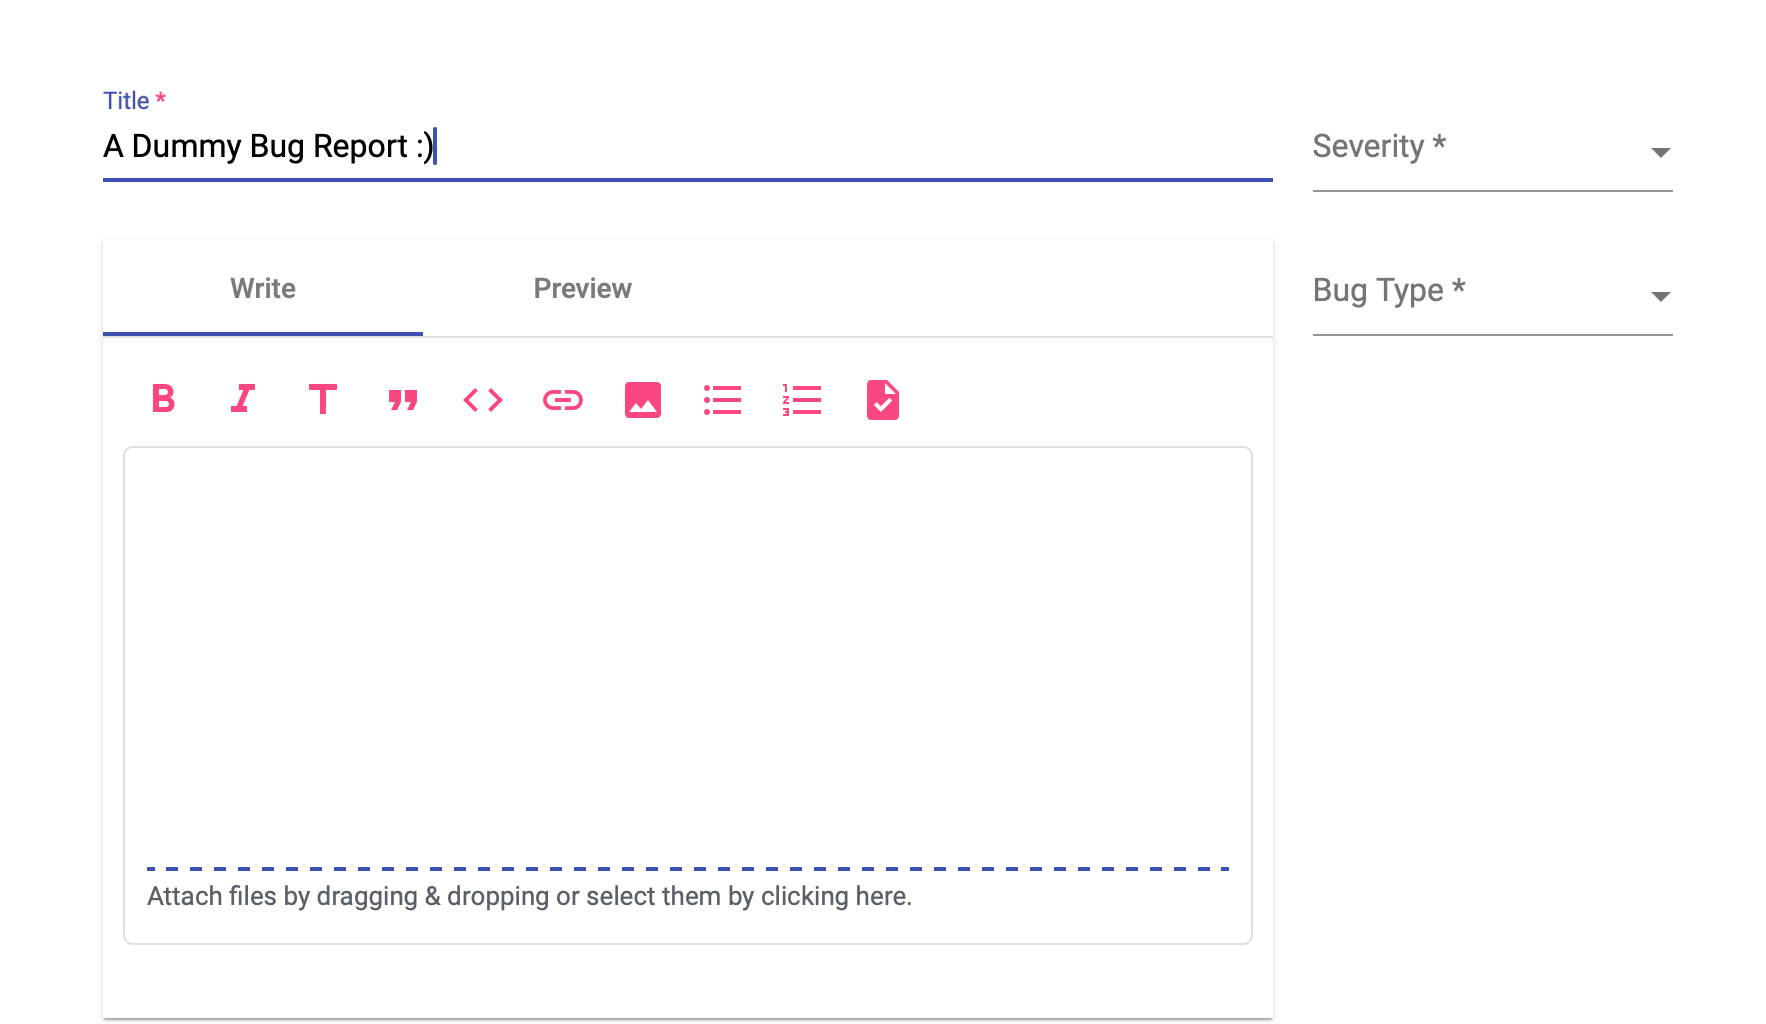 Title *
A Dummy Bug Report :)
Severity *
Write
Preview
Bug Type *
Attach files by dragging & dropping or select them by clicking here.